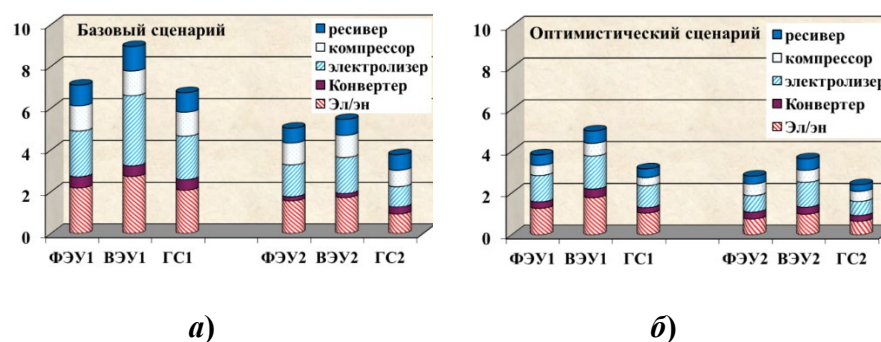 Базовый сценарий
ресивер
компрессор
электролизер
Конвертер
Эл/эн
10
8
6
4
2
0
ФЭУ1 ВЭУ1 ГС1 ФЭУ2 ВЭУ2 ГС2
а)
Оптимистический сценарий
ресивер
компрессор
электролизер
Конвертер
Эл/эн
10
8
6
4
2
0
ФЭУ1 ВЭУ1 ГС1 ФЭУ2 ВЭУ2 ГС2
б)